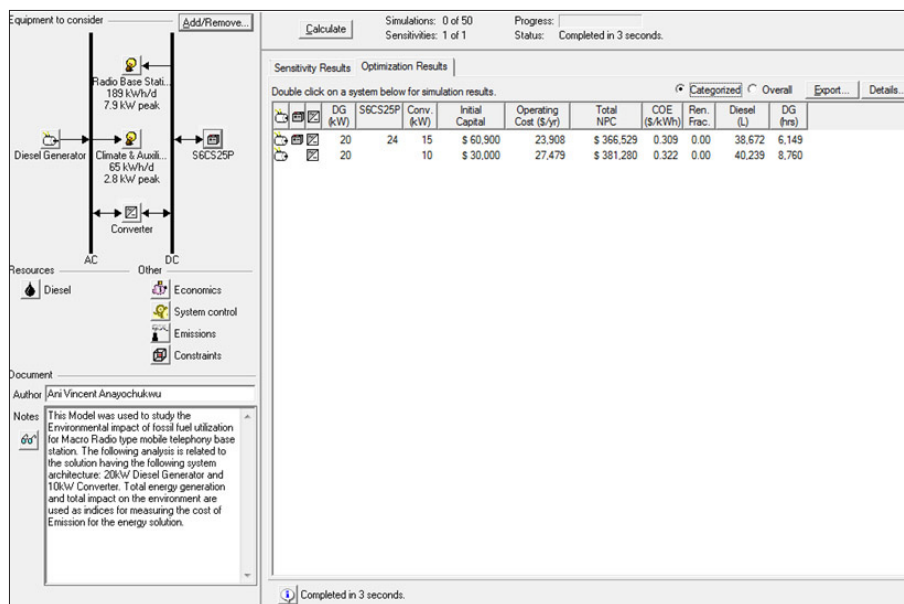 Equipment to consider
Add/Remove...
Radio Base Stati...
189 kWh/d
7.9 kW peak
Diesel Generator
Climate & Auxili...
65 kWh/d
2.8 kW peak
S6CS25P
Converter
AC
DC
Resources
Other
Diesel
Economics
System control
Emissions
Constraints
Document
Author
Ani Vincent Anayochukwu
Notes
This Model was used to study the
Environmental impact of fossil fuel utilization
for Macro Radio type mobile telephony base
station. The following analysis is related to
the solution having the following system
architecture: 20kW Diesel Generator and
10kW Converter. Total energy generation
and total impact on the environment are
used as indices for measuring the cost of
Emission for the energy solution.
Calculate
Simulations: 0 of 50
Sensitivities: 1 of 1
Progress:
Status: Completed in 3 seconds.
Sensitivity Results
Optimization Results
Double click on a system below for simulation results.
Categorized
Overall
Export...
Details...
DG (kW) S6CS25P Conv. (kW) Initial Capital Operating Cost ($/yr) Total NPC COE ($/kWh) Ren. Frac. Diesel (L) DG (hrs)
20 24 15 $ 60,900 23,908 $ 366,529 0.309 0.00 38,672 6,149
20 10 $ 30,000 27,479 $ 381,280 0.322 0.00 40,239 8,760
Completed in 3 seconds.